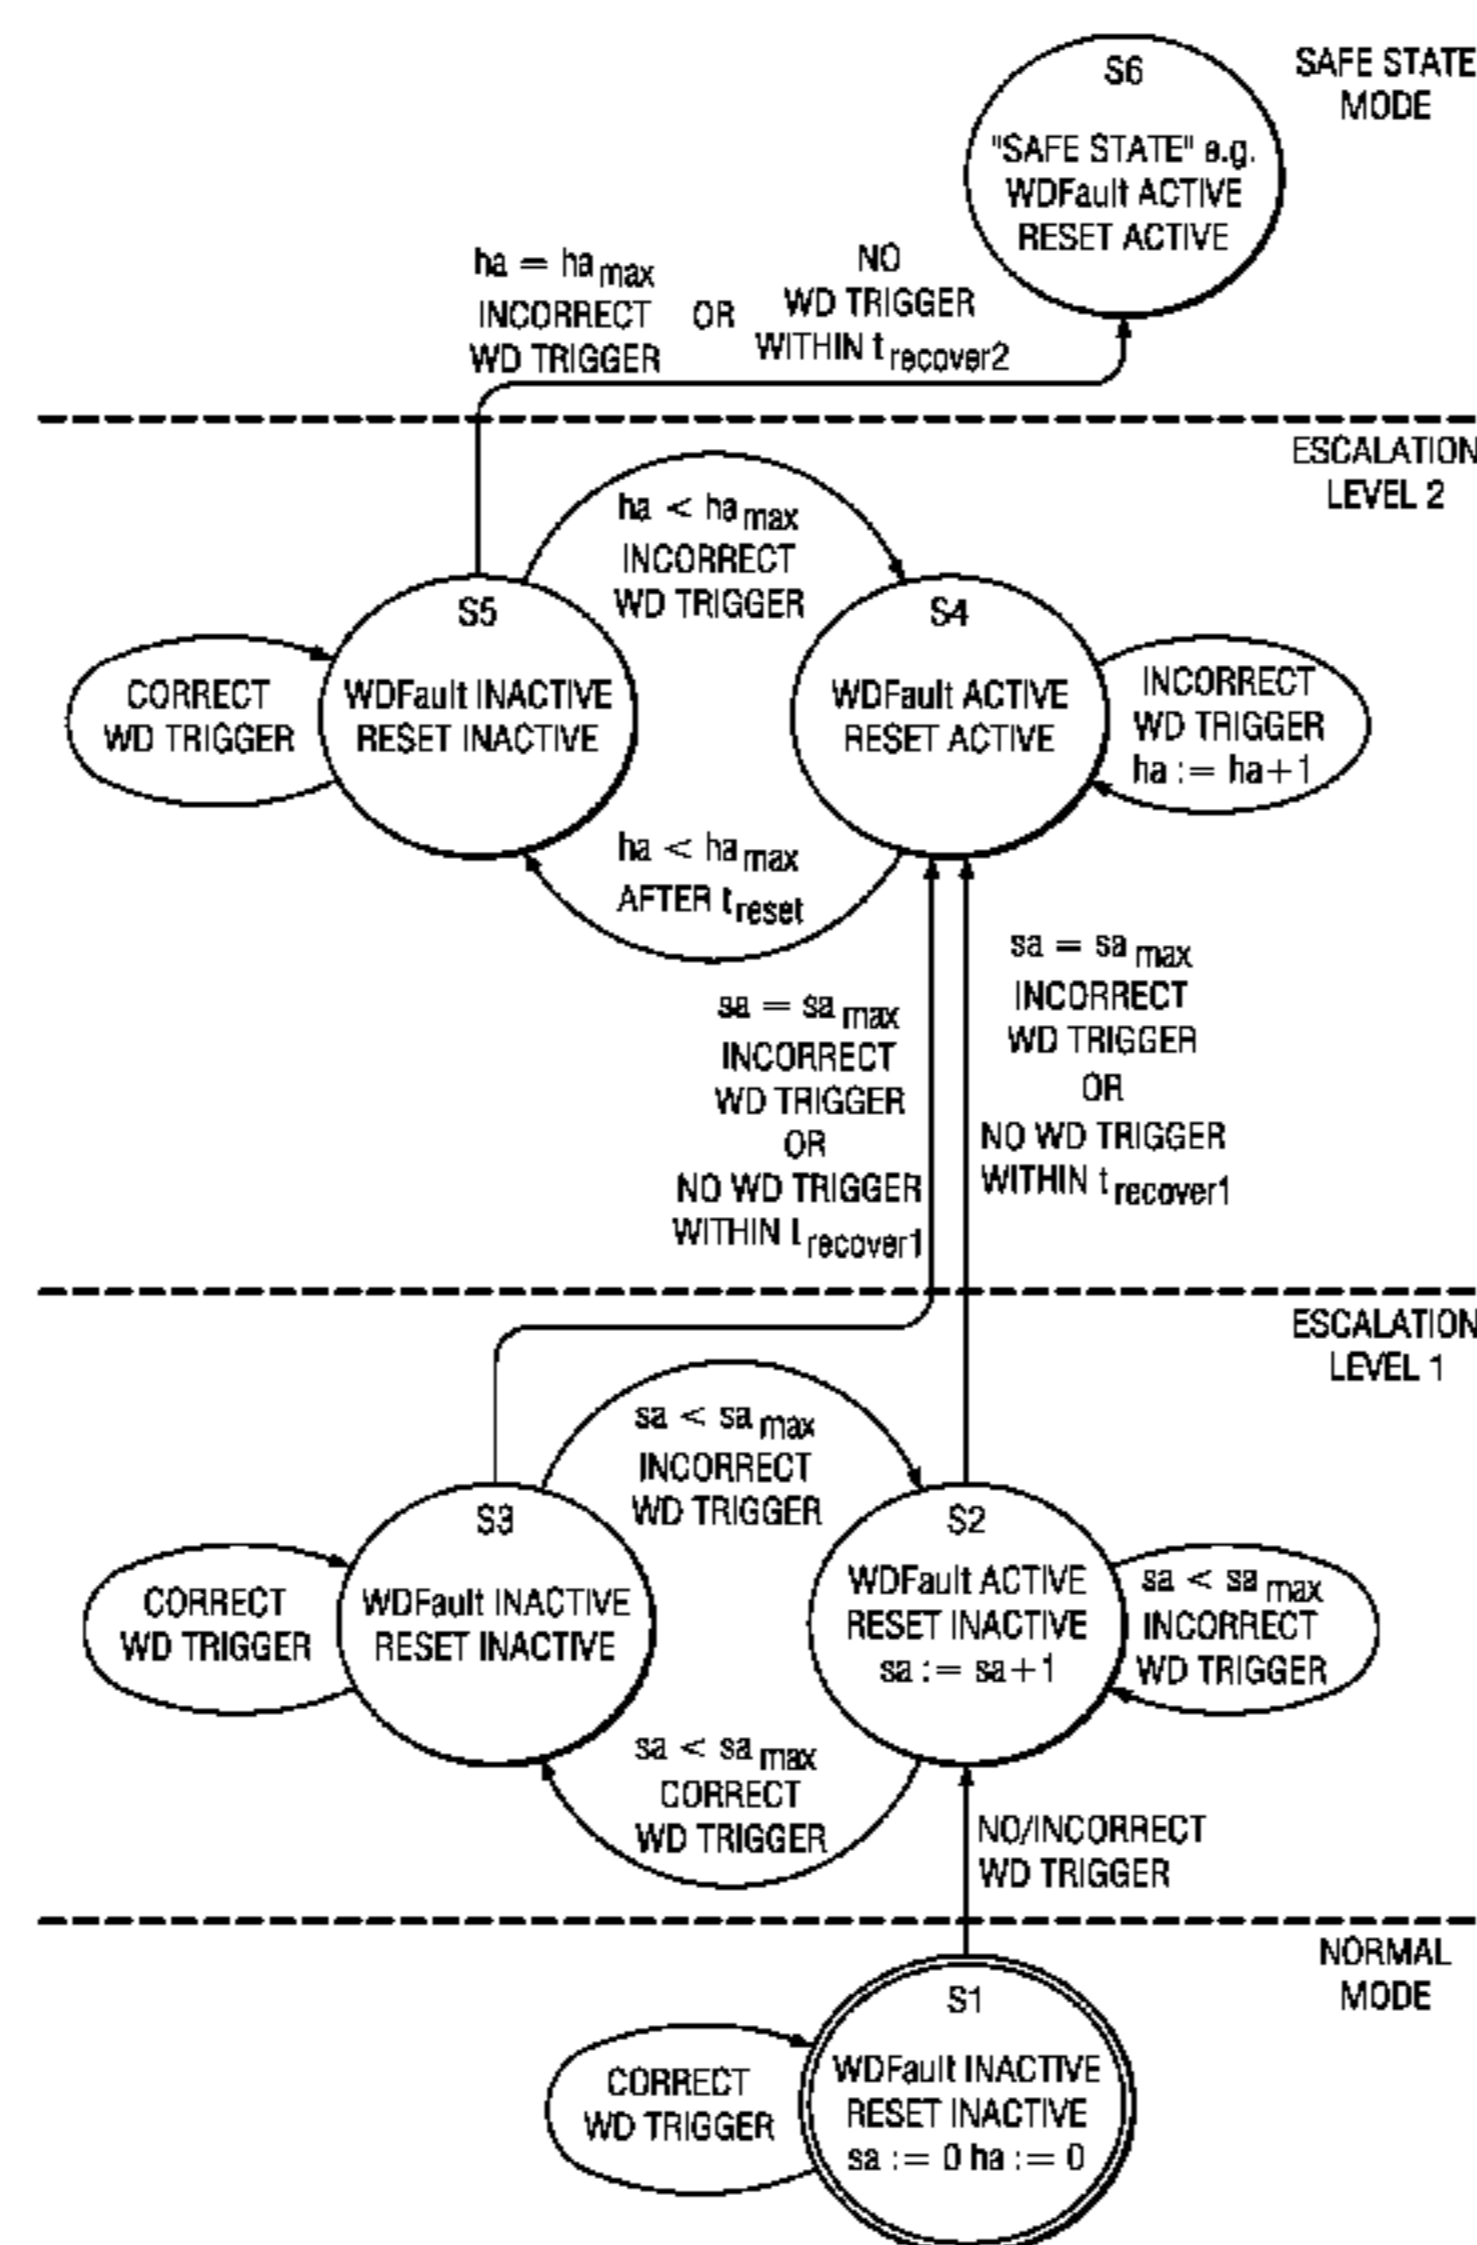 S6
"SAFE STATE" e.g.
WDFault ACTIVE
RESET ACTIVE
SAFE STATE
MODE
ha = ha max
INCORRECT
WD TRIGGER
OR
NO
WD TRIGGER
WITHIN t recover2
ESCALATION
LEVEL 2
ha < ha max
INCORRECT
WD TRIGGER
S5
WDFault INACTIVE
RESET INACTIVE
CORRECT
WD TRIGGER
S4
WDFault ACTIVE
RESET ACTIVE
INCORRECT
WD TRIGGER
ha := ha+1
ha < ha max
AFTER t reset
sa = sa max
INCORRECT
WD TRIGGER
OR
NO WD TRIGGER
WITHIN t recover1
sa = sa max
INCORRECT
WD TRIGGER
OR
NO WD TRIGGER
WITHIN t recover1
ESCALATION
LEVEL 1
sa < sa max
INCORRECT
WD TRIGGER
S3
WDFault INACTIVE
RESET INACTIVE
CORRECT
WD TRIGGER
S2
WDFault ACTIVE
RESET INACTIVE
sa := sa+1
sa < sa max
INCORRECT
WD TRIGGER
sa < sa max
CORRECT
WD TRIGGER
NO/INCORRECT
WD TRIGGER
NORMAL
MODE
S1
WDFault INACTIVE
RESET INACTIVE
sa := 0 ha := 0
CORRECT
WD TRIGGER